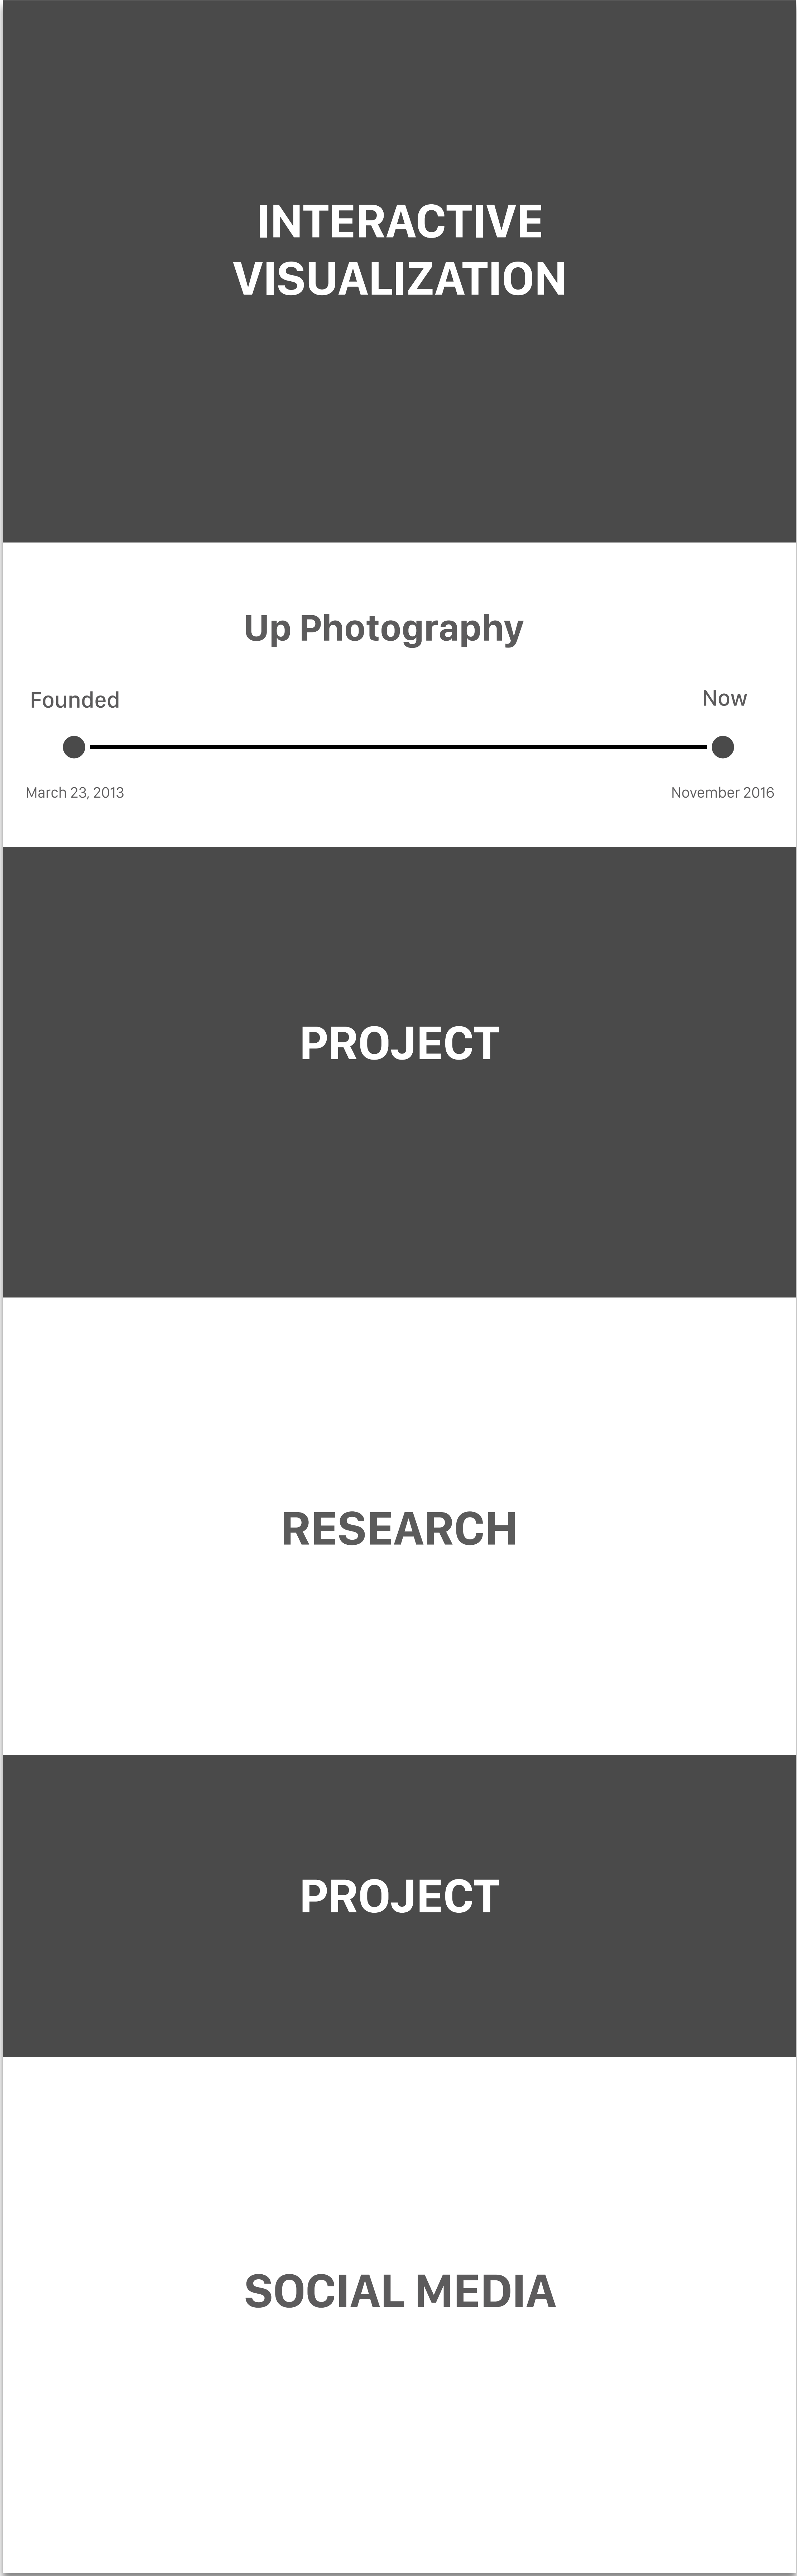 INTERACTIVE
VISUALIZATION
Up Photography
Founded
Now
March 23, 2013
November 2016
PROJECT
RESEARCH
PROJECT
SOCIAL MEDIA